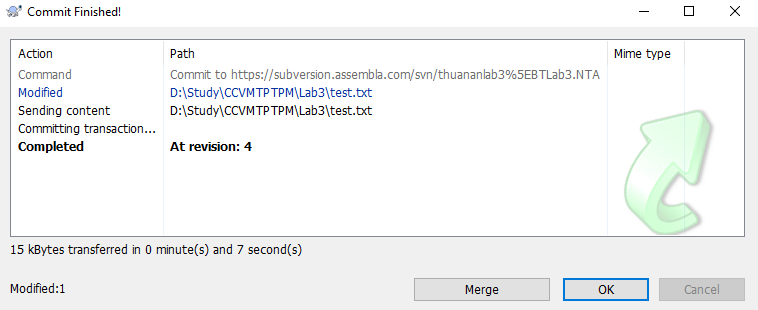 Commit Finished!
Action Path Mime type
Command Commit to https://subversion.assembla.com/svn/thuananlab3%5EBTLab3.NTA
Modified D:\Study\CCVMTPTPM\Lab3\test.txt
Sending content D:\Study\CCVMTPTPM\Lab3\test.txt
Committing transaction...
Completed At revision: 4
15 kBytes transferred in 0 minute(s) and 7 second(s)
Modified:1 Merge OK Cancel